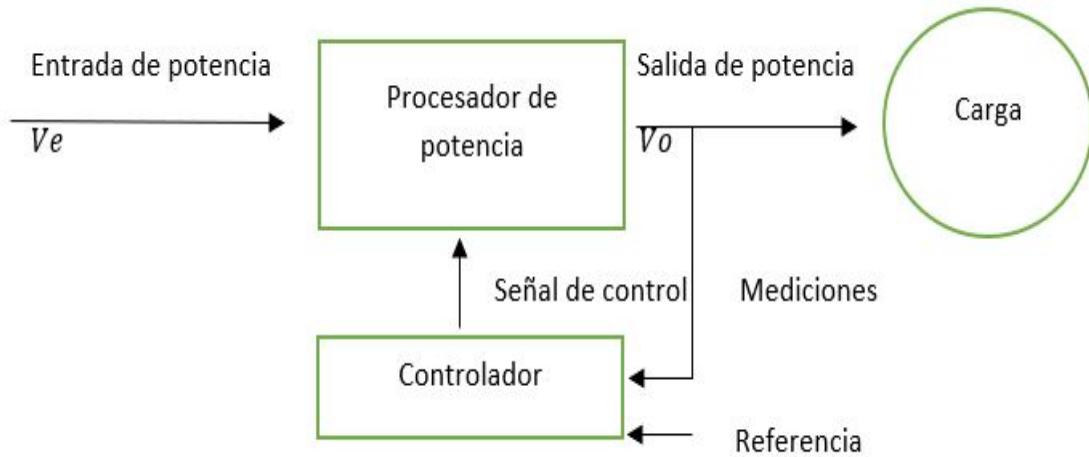 Entrada de potencia
Ve
Procesador de
potencia
Salida de potencia
Vo
Carga
Señal de control
Mediciones
Controlador
Referencia